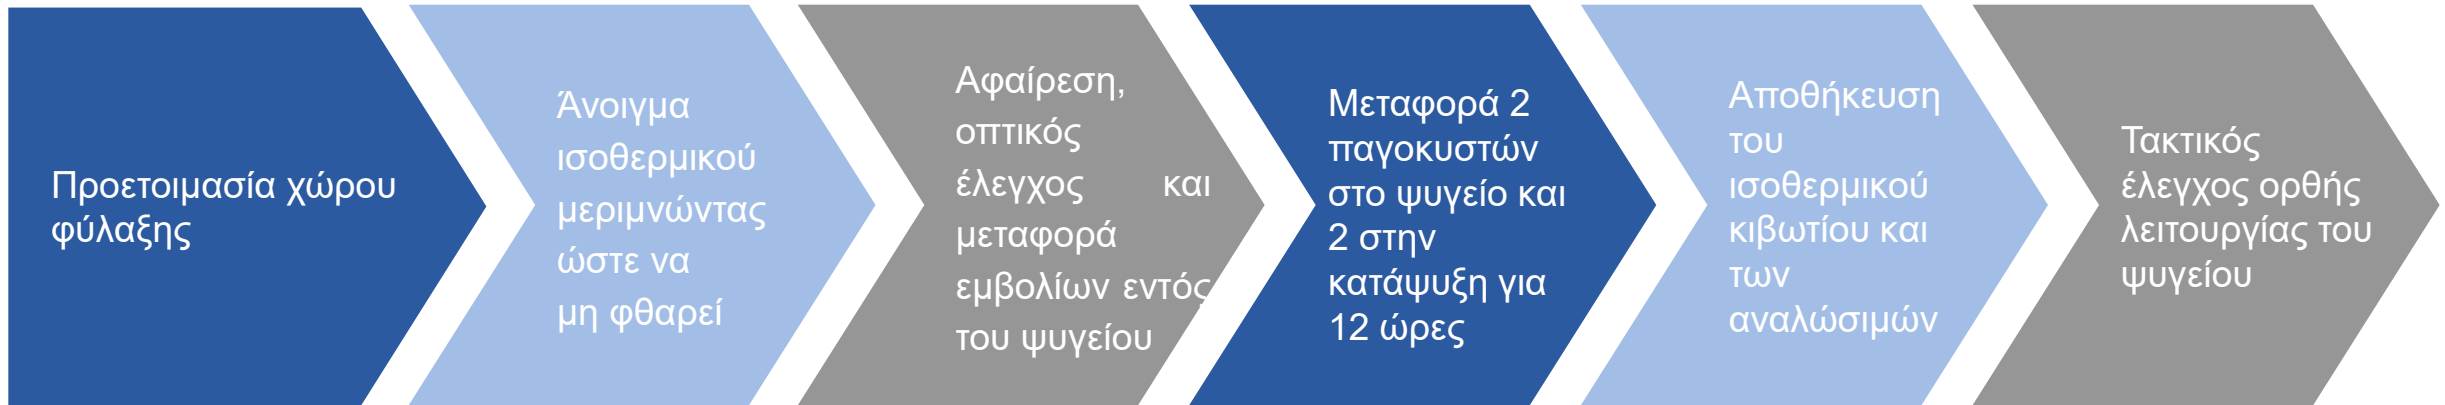 Προετοιμασία χώρου
φύλαξης
Άνοιγμα
ισοθερμικού
μεριμνώντας
ώστε να
μη φθαρεί
Αφαίρεση,
οπτικός
έλεγχος και
μεταφορά
εμβολίων εντός
του ψυγείου
Μεταφορά 2
παγοκυστών
στο ψυγείο και
2 στην
κατάψυξη για
12 ώρες
Αποθήκευση
του
ισοθερμικού
κιβωτίου και
των
αναλώσιμών
Τακτικός
έλεγχος ορθής
λειτουργίας του
ψυγείου